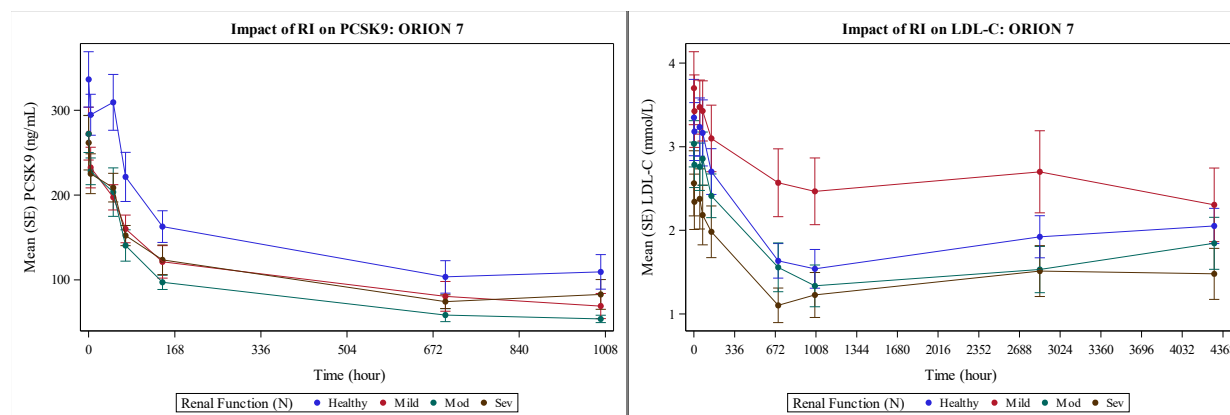 Impact of RI on PCSK9: ORION 7
Mean (SE) PCSK9 (ng/mL)
300
200
100
0 168 336 504 672 840 1008
Time (hour)
Renal Function (N) Healthy Mild Mod Sev
Impact of RI on LDL-C: ORION 7
Mean (SE) LDL-C (mmol/L)
4
3
2
1
0 336 672 1008 1344 1680 2016 2352 2688 3024 3360 3696 4032
Time (hour)
Renal Function (N) Healthy Mild Mod Sev